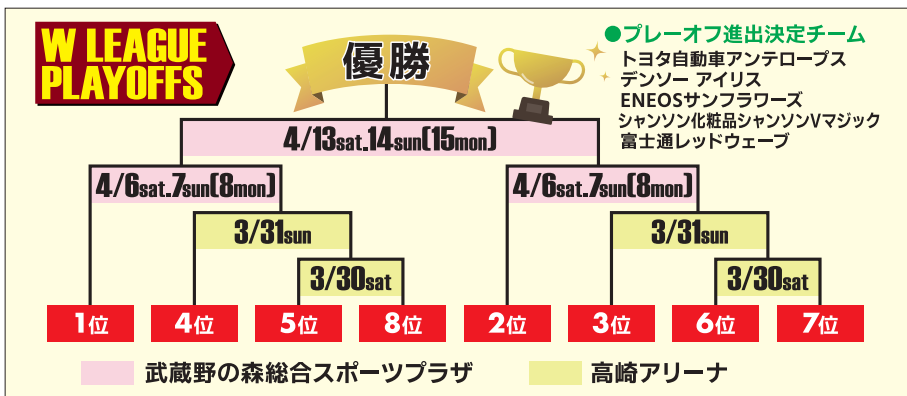 W LEAGUE
PLAYOFFS
優勝
●プレーオフ進出決定チーム
トヨタ自動車アンテロープス
デンソー アイリス
ENEOSサンフラワーズ
シャンソン化粧品シャンソンVマジック
富士通レッドウェーブ
4/13sat.14sun(15mon)
4/6sat.7sun(8mon)
4/6sat.7sun(8mon)
3/31sun
3/31sun
3/30sat
3/30sat
1位
4位
5位
8位
2位
3位
6位
7位
武蔵野の森総合スポーツプラザ
高崎アリーナ